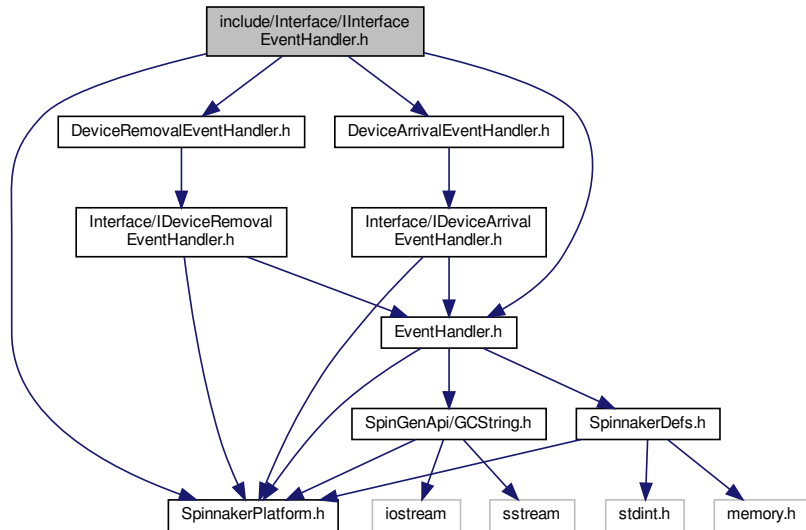 include/Interface/IInterface
EventHandler.h
DeviceRemovalEventHandler.h
DeviceArrivalEventHandler.h
Interface/IDeviceRemoval
EventHandler.h
Interface/IDeviceArrival
EventHandler.h
EventHandler.h
SpinGenApi/GCString.h
SpinnakerDefs.h
SpinnakerPlatform.h
iostream
sstream
stdint.h
memory.h